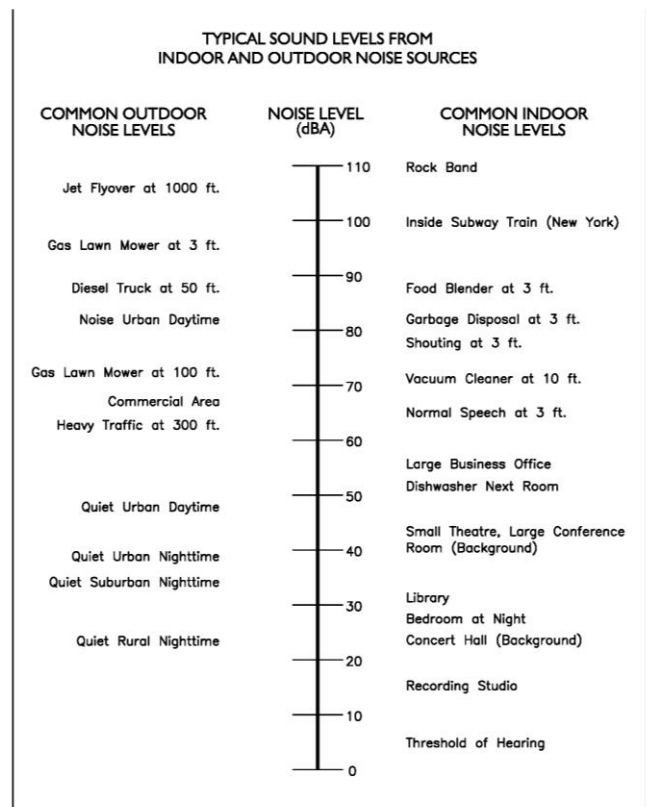 TYPICAL SOUND LEVELS FROM
INDOOR AND OUTDOOR NOISE SOURCES
COMMON OUTDOOR
NOISE LEVELS
NOISE LEVEL
(dBA)
COMMON INDOOR
NOISE LEVELS
110
Rock Band
Jet Flyover at 1000 ft.
100
Inside Subway Train (New York)
Gas Lawn Mower at 3 ft.
90
Diesel Truck at 50 ft.
Food Blender at 3 ft.
Noise Urban Daytime
Garbage Disposal at 3 ft.
80
Shouting at 3 ft.
Gas Lawn Mower at 100 ft.
Vacuum Cleaner at 10 ft.
70
Commercial Area
Normal Speech at 3 ft.
Heavy Traffic at 300 ft.
60
Large Business Office
Dishwasher Next Room
50
Quiet Urban Daytime
Small Theatre, Large Conference
Room (Background)
40
Quiet Urban Nighttime
Quiet Suburban Nighttime
Library
30
Bedroom at Night
Quiet Rural Nighttime
Concert Hall (Background)
20
Recording Studio
10
Threshold of Hearing
0